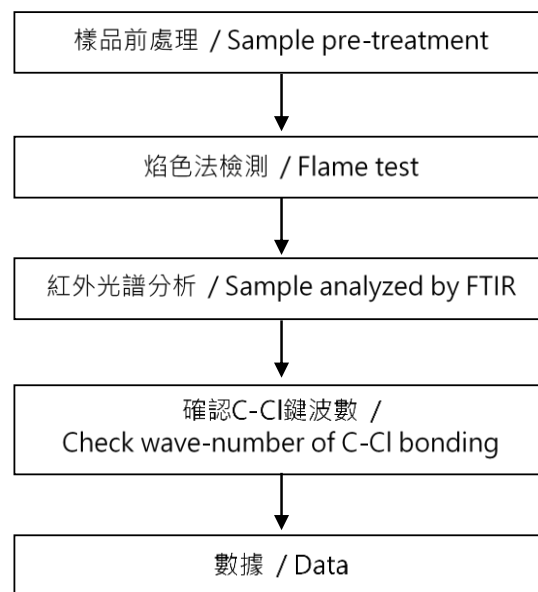 樣品前處理 / Sample pre-treatment
焰色法檢測 / Flame test
紅外光譜分析 / Sample analyzed by FTIR
確認C-Cl鍵波數 /
Check wave-number of C-Cl bonding
數據 / Data